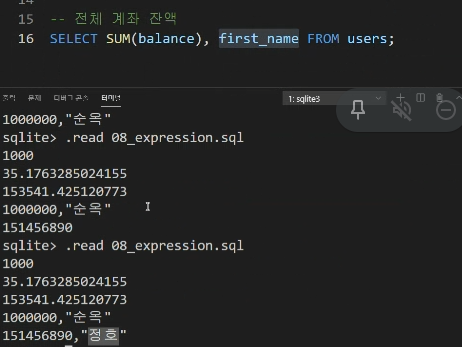 14
15 -- 전체 계좌 잔액
16 SELECT SUM(balance), first_name FROM users;
출력 문제 디버그 콘솔 터미널 1: sqlite3
1000000,"순옥"
sqlite> .read 08_expression.sql
1000
35.1763285024155
153541.425120773
1000000,"순옥"
151456890
sqlite> .read 08_expression.sql
1000
35.1763285024155
153541.425120773
1000000,"순옥"
151456890,"정호"